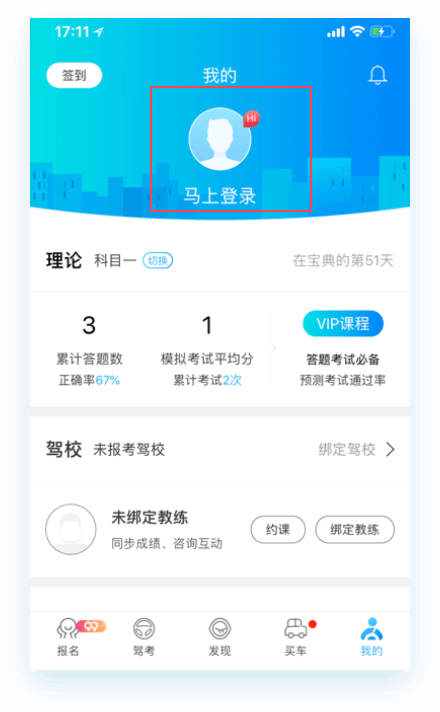 17:11
签到
我的
Hi
马上登录
理论 科目一 切换 在宝典的第51天
3 1 VIP课程
累计答题数 模拟考试平均分 答题考试必备
正确率67% 累计考试2次 预测考试通过率
驾校 未报考驾校 绑定驾校
未绑定教练
同步成绩、咨询互动
约课 绑定教练
报名 驾考 发现 买车 我的